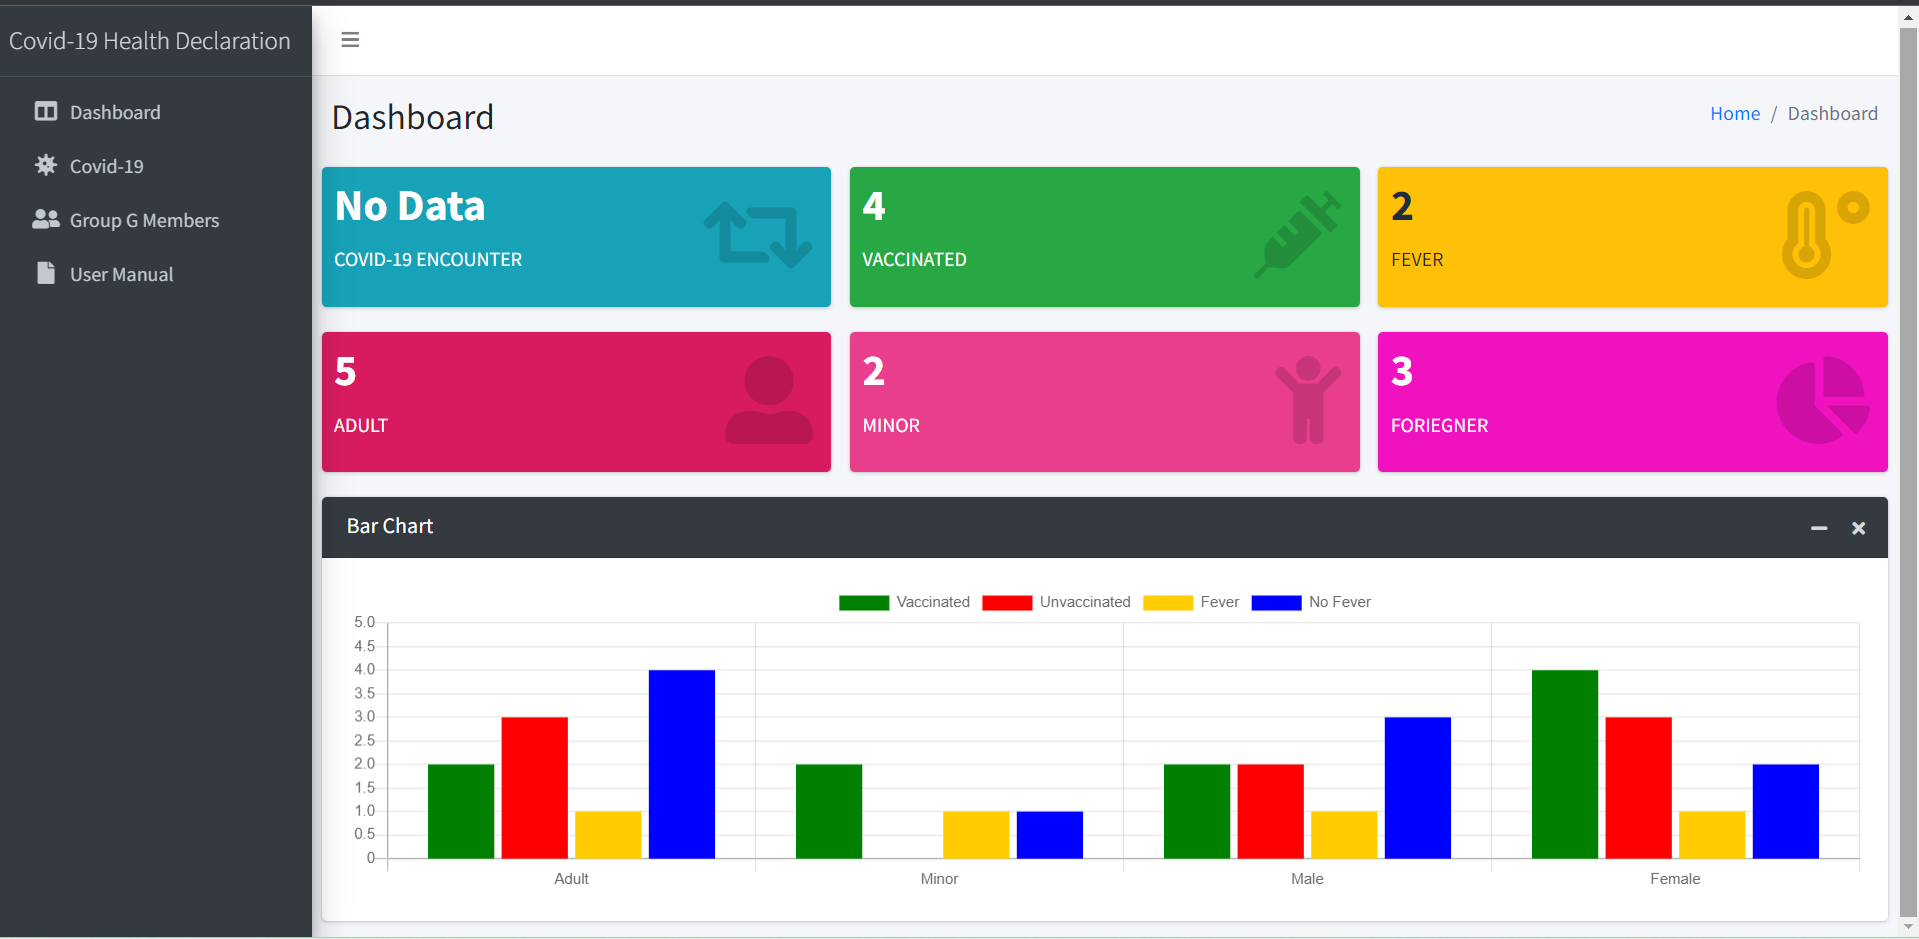 Covid-19 Health Declaration
Dashboard
Covid-19
Group G Members
User Manual
Dashboard
Home / Dashboard
No Data
COVID-19 ENCOUNTER
4
VACCINATED
2
FEVER
5
ADULT
2
MINOR
3
FORIEGNER
Bar Chart
Vaccinated Unvaccinated Fever No Fever
5.0
4.5
4.0
3.5
3.0
2.5
2.0
1.5
1.0
0.5
0
Adult Minor Male Female